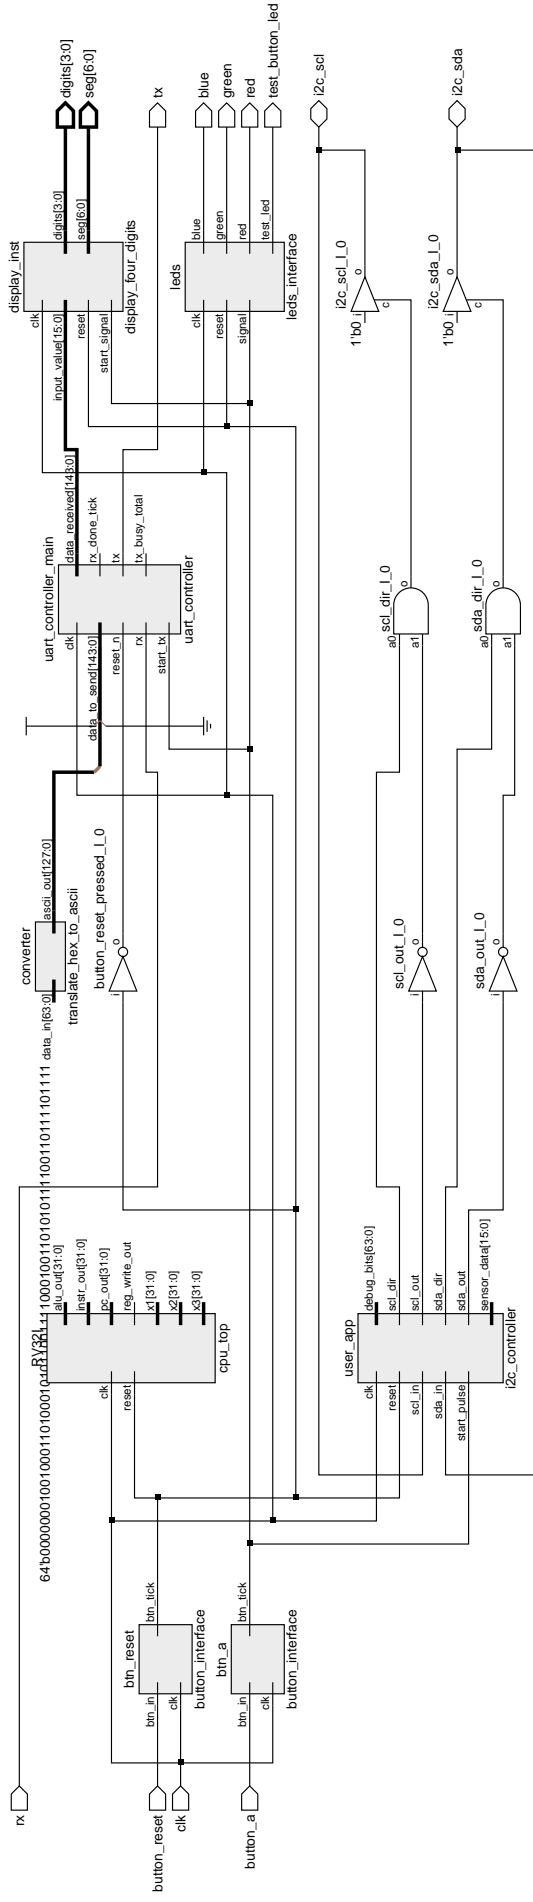 rx
button_reset
clk
button_a
btn_reset
btn_in
clk
btn_tick
button_interface
btn_a
btn_in
clk
btn_tick
button_interface
64'b0000000100100011010001010110011110001001101010111100110111101111
RV32I
clk
reset
alu_out[31:0]
instr_out[31:0]
pc_out[31:0]
reg_write_out
x1[31:0]
x2[31:0]
x3[31:0]
cpu_top
user_app
clk
reset
scl_in
sda_in
start_pulse
debug_bits[63:0]
scl_dir
scl_out
sda_dir
sda_out
sensor_data[15:0]
i2c_controller
converter
data_in[63:0]
ascii_out[127:0]
translate_hex_to_ascii
button_reset_pressed_I_0
i
o
scl_out_I_0
i
o
sda_out_I_0
i
o
uart_controller_main
clk
data_to_send[143:0]
reset_n
rx
start_tx
data_received[143:0]
rx_done_tick
tx
tx_busy_total
uart_controller
scl_dir_I_0
a0
a1
o
sda_dir_I_0
a0
a1
o
display_inst
clk
input_value[15:0]
reset
start_signal
digits[3:0]
seg[6:0]
display_four_digits
leds
clk
reset
signal
blue
green
red
test_led
leds_interface
i2c_scl_I_0
1'b0
i
c
o
i2c_sda_I_0
1'b0
i
c
o
digits[3:0]
seg[6:0]
tx
blue
green
red
test_button_led
i2c_scl
i2c_sda